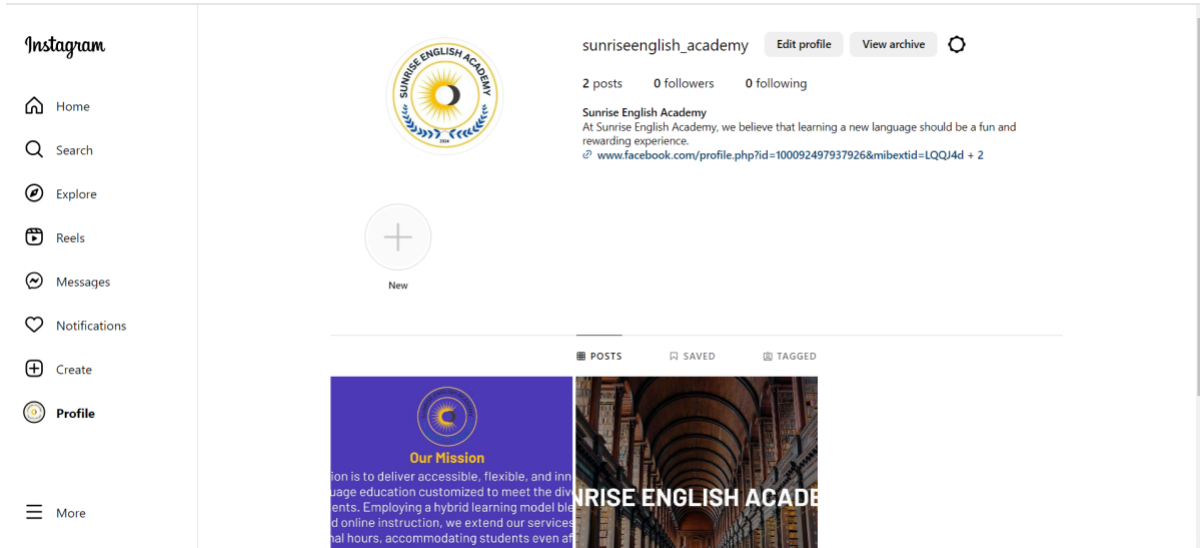 Instagram
Home
Search
Explore
Reels
Messages
Notifications
Create
Profile
More
SUNRISE ENGLISH ACADEMY
2024
sunriseenglish_academy
Edit profile
View archive
2 posts
0 followers
0 following
Sunrise English Academy
At Sunrise English Academy, we believe that learning a new language should be a fun and
rewarding experience.
www.facebook.com/profile.php?id=100092497937926&mibextid=LQQJ4d + 2
New
POSTS
SAVED
TAGGED
Our Mission
ion is to deliver accessible, flexible, and inn
uage education customized to meet the div
ents. Employing a hybrid learning model ble
d online instruction, we extend our services
nal hours, accommodating students even af
NRISE ENGLISH ACADE